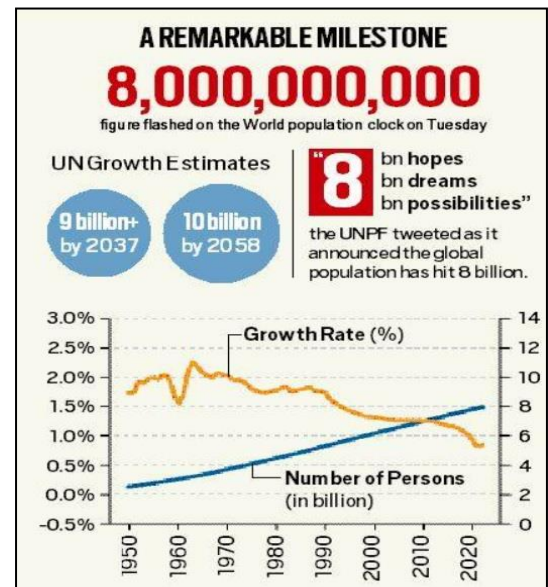 A REMARKABLE MILESTONE
8,000,000,000
figure flashed on the World population clock on Tuesday
UN Growth Estimates
9 billion+
by 2037
10 billion
by 2058
"8
bn hopes
bn dreams
bn possibilities"
the UNPF tweeted as it
announced the global
population has hit 8 billion.
3.0%
2.5%
2.0%
1.5%
1.0%
0.5%
0.0%
-0.5%
Growth Rate (%)
Number of Persons
(in billion)
14
12
10
8
6
4
2
0
1950
1960
1970
1980
1990
2000
2010
2020